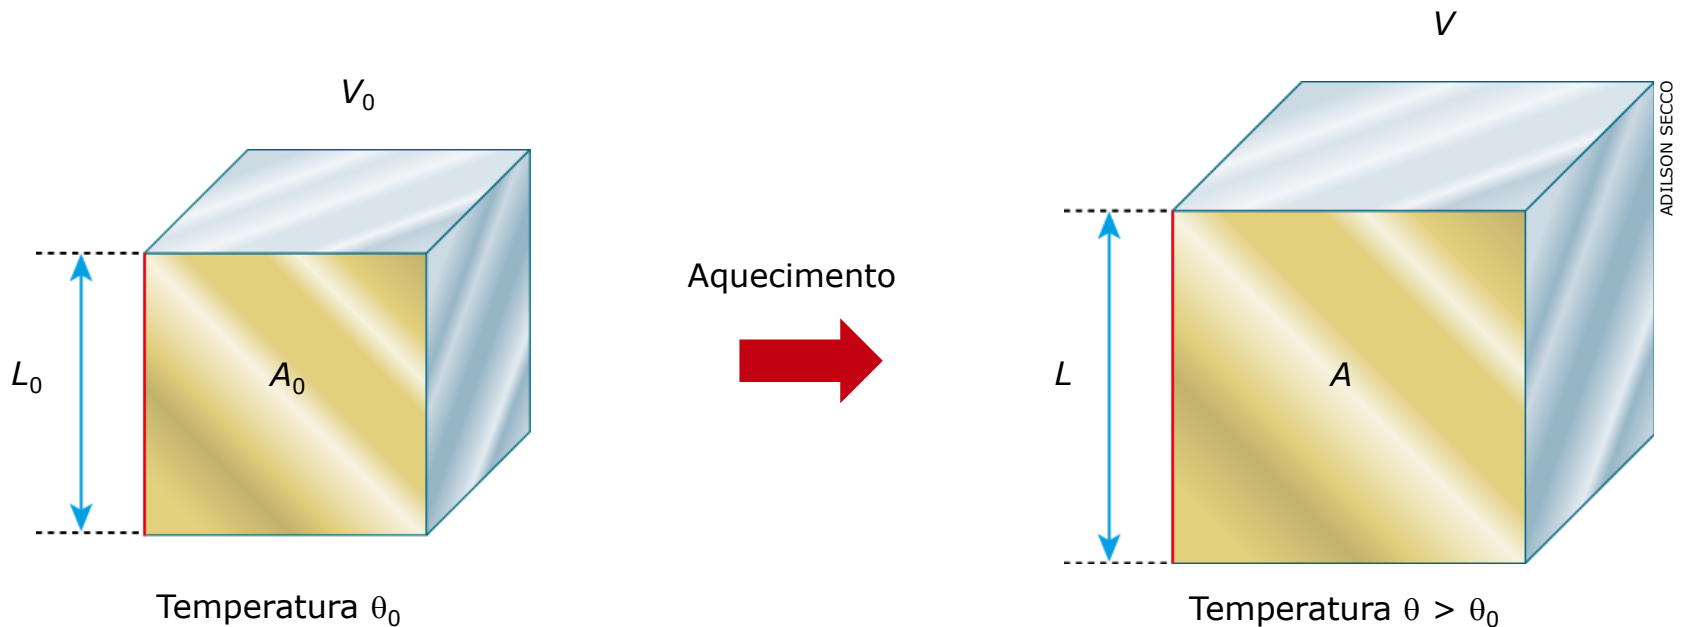 V₀
L₀
A₀
Temperatura θ₀
Aquecimento
V
L
A
Temperatura θ > θ₀
ADILSON SECCO